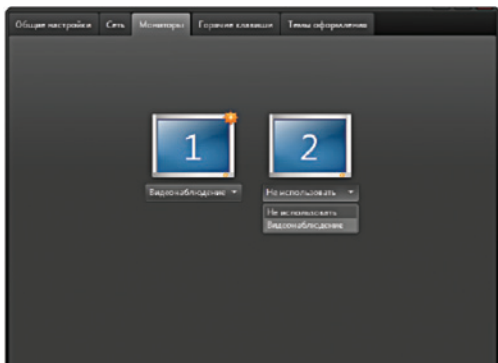 Общие настройки Сеть Мониторы Горячие клавиши Темы оформления
1 2
Видеонаблюдение Не использовать
Не использовать
Видеонаблюдение